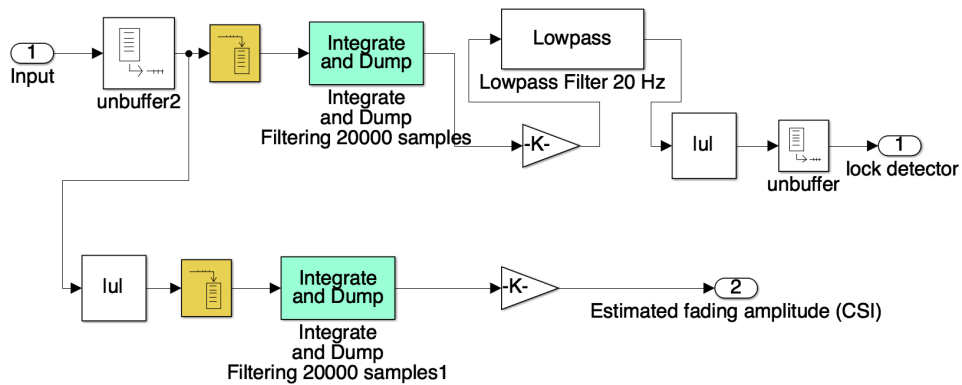 1
Input
unbuffer2
Integrate
and Dump
Integrate
and Dump
Filtering 20000 samples
-K-
Lowpass
Lowpass Filter 20 Hz
|u|
unbuffer
1
lock detector
|u|
Integrate
and Dump
Integrate
and Dump
Filtering 20000 samples1
-K-
2
Estimated fading amplitude (CSI)